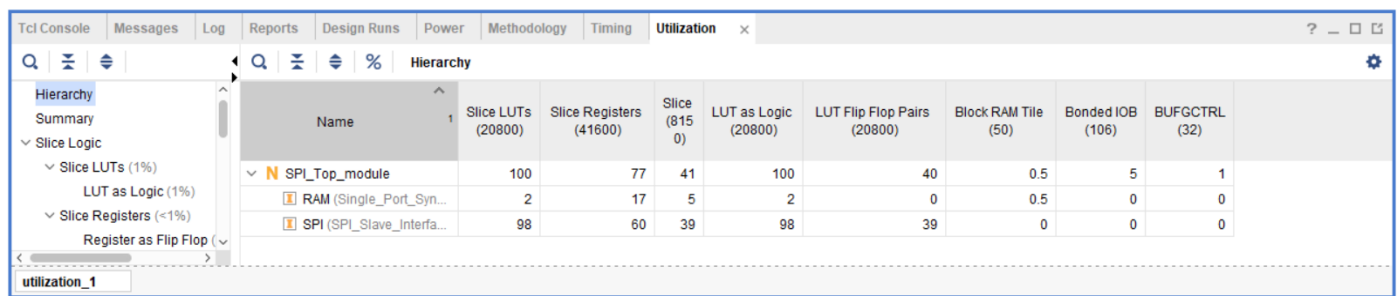 Tcl Console Messages Log Reports Design Runs Power Methodology Timing Utilization × ? _
% Hierarchy
Hierarchy
Summary
Slice Logic
Slice LUTs (1%)
LUT as Logic (1%)
Slice Registers (<1%)
Register as Flip Flop (
Name 1 Slice LUTs (20800) Slice Registers (41600) Slice (8150) LUT as Logic (20800) LUT Flip Flop Pairs (20800) Block RAM Tile (50) Bonded IOB (106) BUFGCTRL (32)
N SPI_Top_module 100 77 41 100 40 0.5 5 1
I RAM (Single_Port_Syn... 2 17 5 2 0 0.5 0 0
I SPI (SPI_Slave_Interfa... 98 60 39 98 39 0 0 0
utilization_1